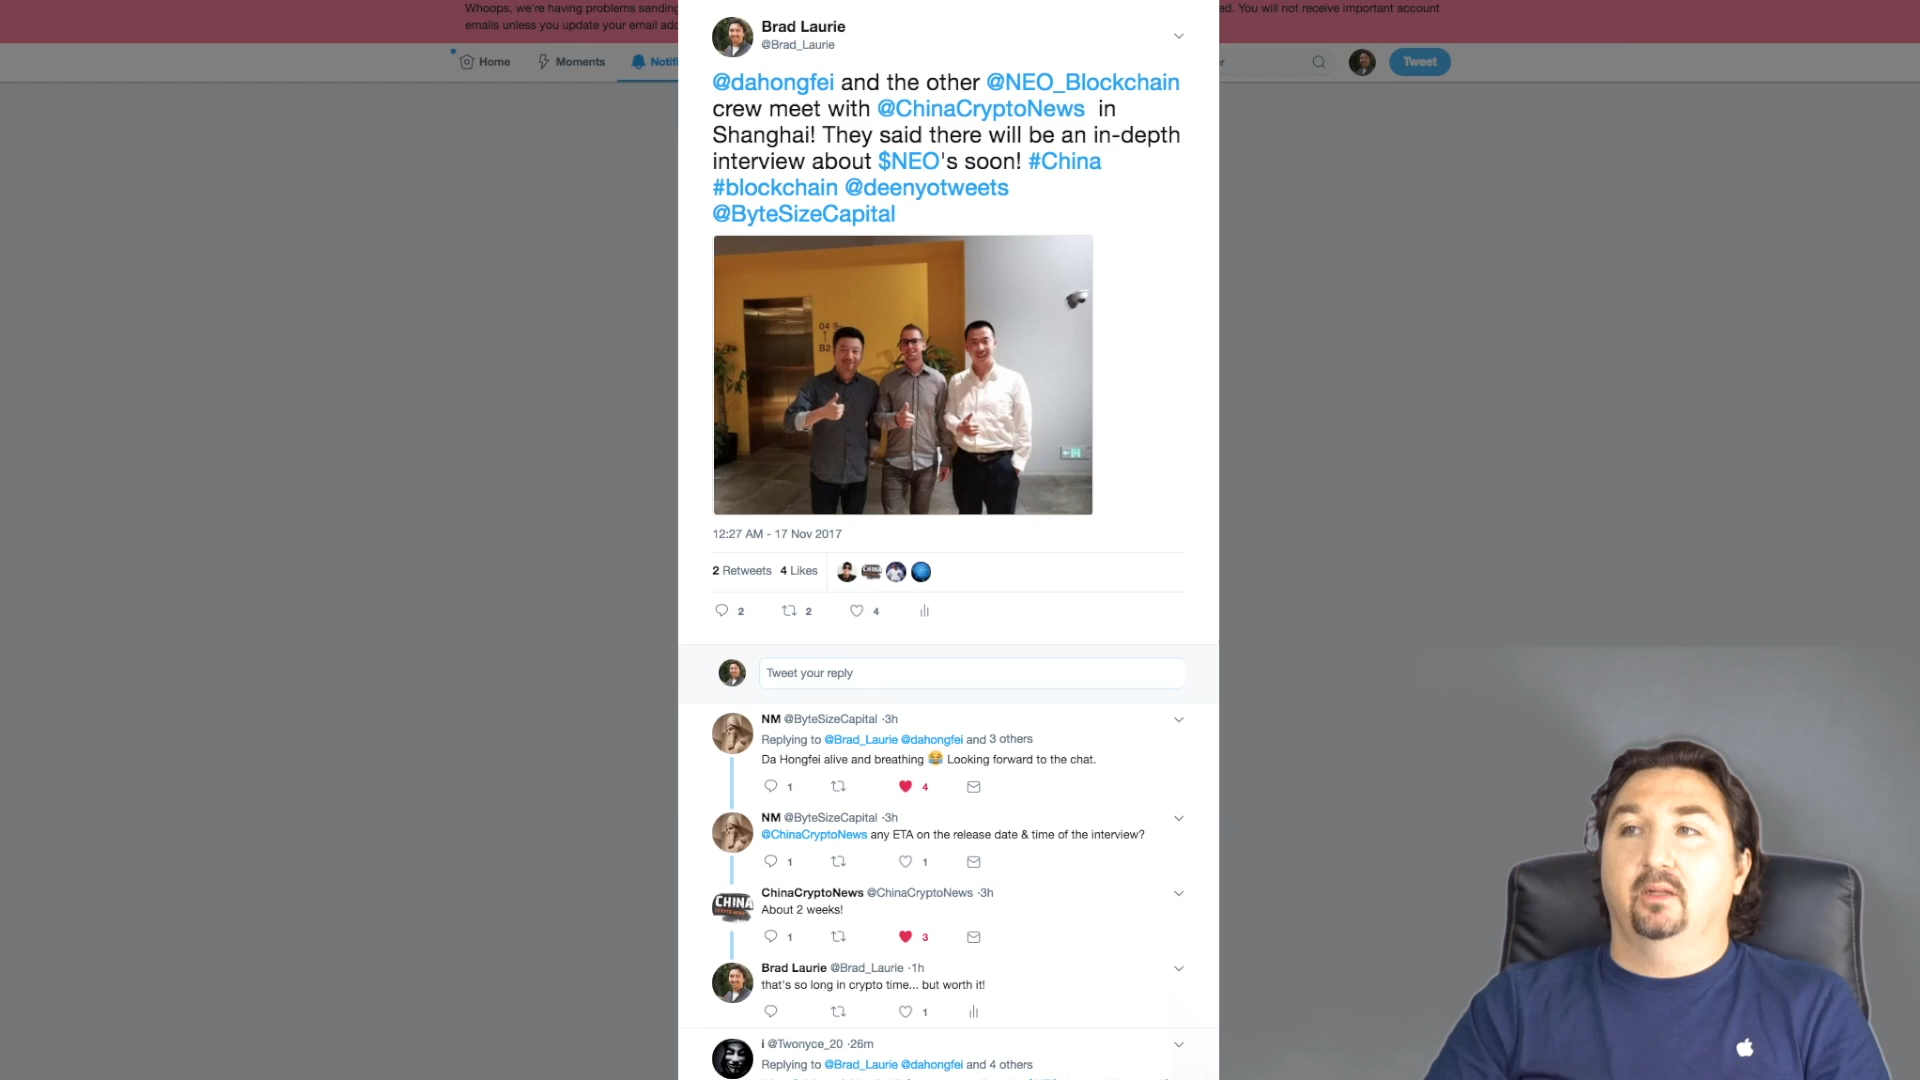 Whoops, we're having problems sending
ed. You will not receive important account
emails unless you update your email add
Home
Moments
Notifi
r
Tweet
Brad Laurie
@Brad_Laurie
@dahongfei and the other @NEO_Blockchain
crew meet with @ChinaCryptoNews in
Shanghai! They said there will be an in-depth
interview about $NEO's soon! #China
#blockchain @deenyotweets
@ByteSizeCapital
04
B2
12:27 AM - 17 Nov 2017
2 Retweets 4 Likes
2 2 4
Tweet your reply
NM @ByteSizeCapital ·3h
Replying to @Brad_Laurie @dahongfei and 3 others
Da Hongfei alive and breathing 😂 Looking forward to the chat.
1 4
NM @ByteSizeCapital ·3h
@ChinaCryptoNews any ETA on the release date & time of the interview?
1 1
CHINA
ChinaCryptoNews @ChinaCryptoNews ·3h
About 2 weeks!
1 3
Brad Laurie @Brad_Laurie ·1h
that's so long in crypto time... but worth it!
1
i @Twonyce_20 ·26m
Replying to @Brad_Laurie @dahongfei and 4 others